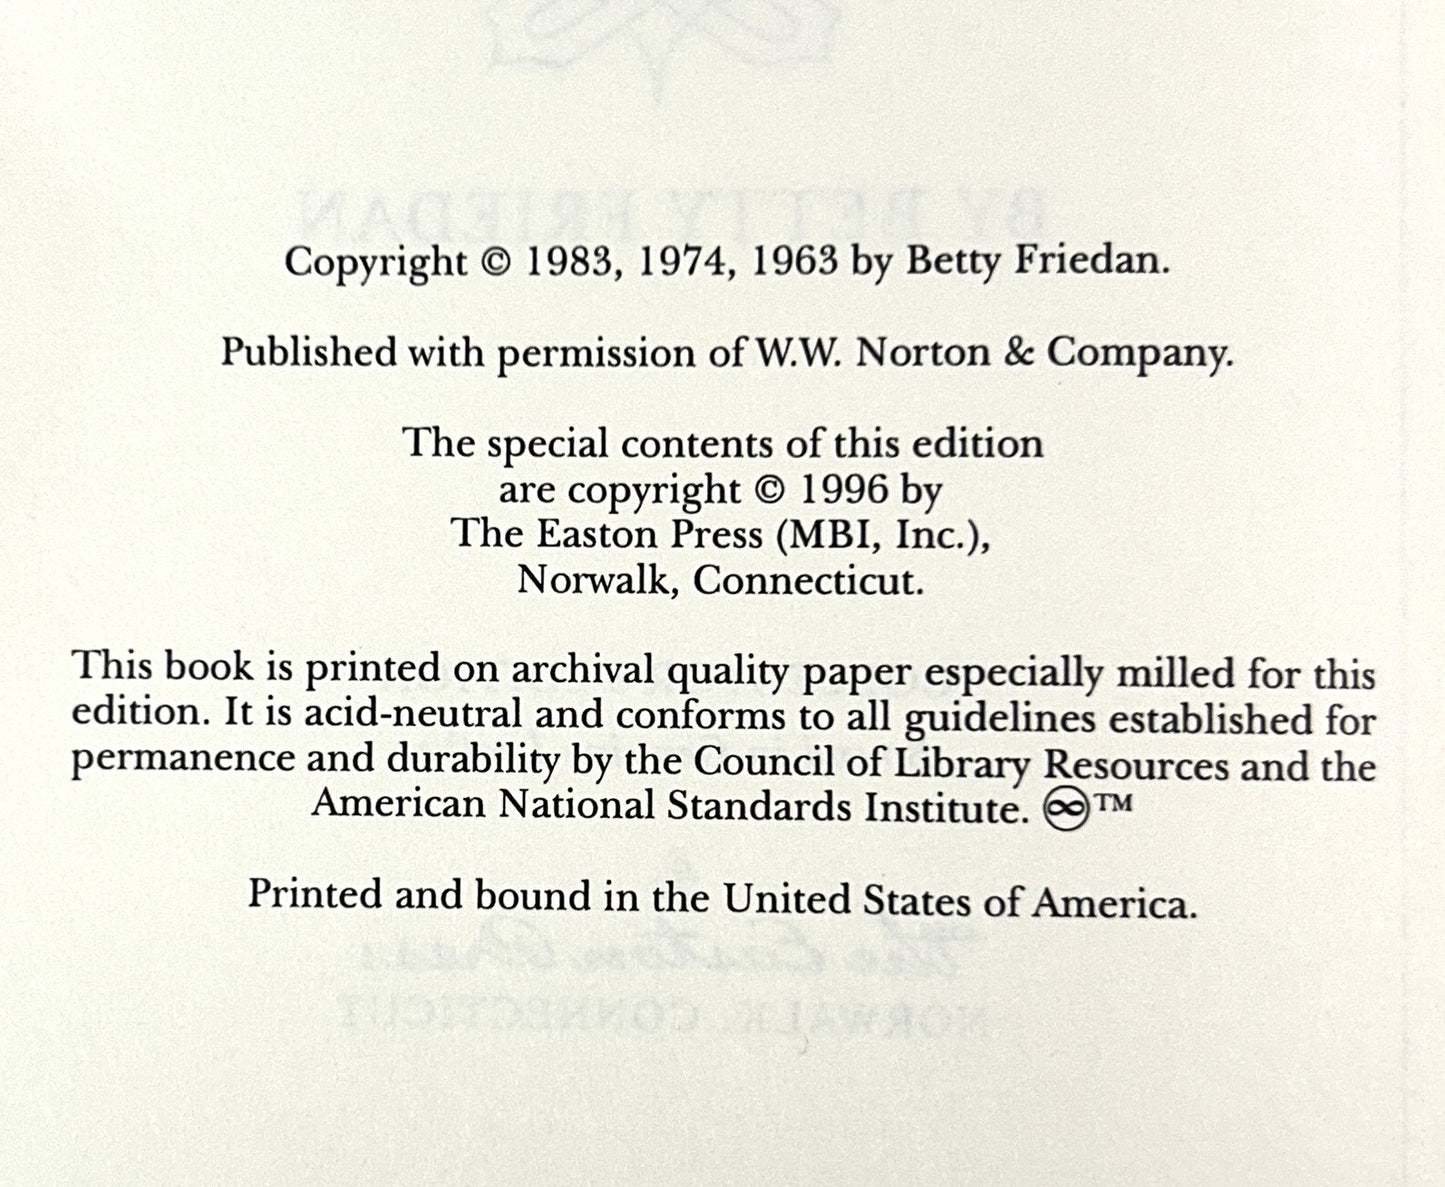 Copyright © 1983, 1974, 1963 by Betty Friedan.
Published with permission of W.W. Norton & Company.
The special contents of this edition
are copyright © 1996 by
The Easton Press (MBI, Inc.),
Norwalk, Connecticut.
This book is printed on archival quality paper especially milled for this
edition. It is acid-neutral and conforms to all guidelines established for
permanence and durability by the Council of Library Resources and the
American National Standards Institute. ♾™
Printed and bound in the United States of America.